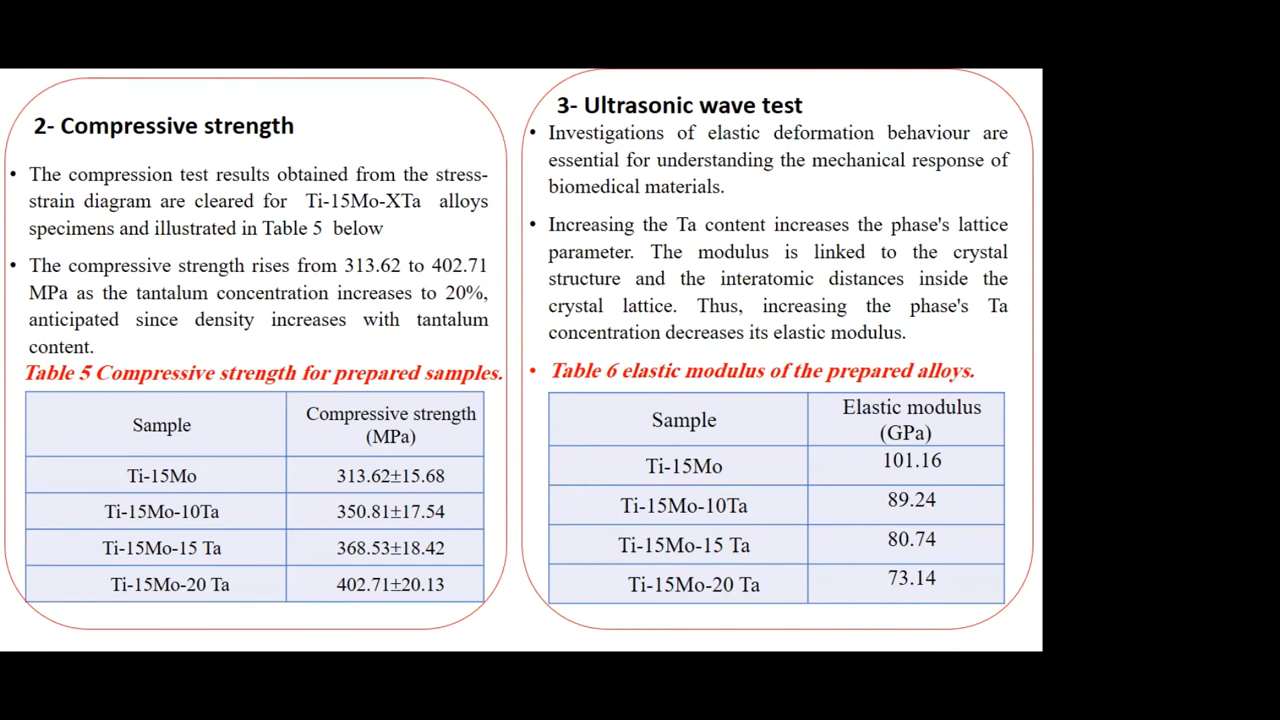 2- Compressive strength
• The compression test results obtained from the stress-
strain diagram are cleared for Ti-15Mo-XTa alloys
specimens and illustrated in Table 5 below
• The compressive strength rises from 313.62 to 402.71
MPa as the tantalum concentration increases to 20%,
anticipated since density increases with tantalum
content.
Table 5 Compressive strength for prepared samples.
Sample Compressive strength
(MPa)
Ti-15Mo 313.62±15.68
Ti-15Mo-10Ta 350.81±17.54
Ti-15Mo-15 Ta 368.53±18.42
Ti-15Mo-20 Ta 402.71±20.13
3- Ultrasonic wave test
• Investigations of elastic deformation behaviour are
essential for understanding the mechanical response of
biomedical materials.
• Increasing the Ta content increases the phase's lattice
parameter. The modulus is linked to the crystal
structure and the interatomic distances inside the
crystal lattice. Thus, increasing the phase's Ta
concentration decreases its elastic modulus.
• Table 6 elastic modulus of the prepared alloys.
Sample Elastic modulus
(GPa)
Ti-15Mo 101.16
Ti-15Mo-10Ta 89.24
Ti-15Mo-15 Ta 80.74
Ti-15Mo-20 Ta 73.14